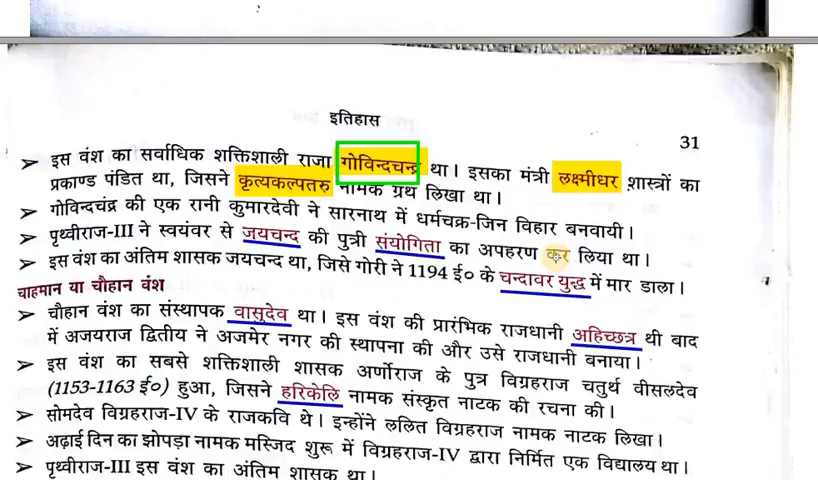 इतिहास
31
➢ इस वंश का सर्वाधिक शक्तिशाली राजा गोविन्दचन्द्र था। इसका मंत्री लक्ष्मीधर शास्त्रों का
प्रकाण्ड पंडित था, जिसने कृत्यकल्पतरु नामक ग्रंथ लिखा था।
➢ गोविन्दचंद्र की एक रानी कुमारदेवी ने सारनाथ में धर्मचक्र-जिन विहार बनवायी।
➢ पृथ्वीराज-III ने स्वयंवर से जयचन्द की पुत्री संयोगिता का अपहरण कर लिया था।
➢ इस वंश का अंतिम शासक जयचन्द था, जिसे गोरी ने 1194 ई० के चन्दावर युद्ध में मार डाला।
चाहमान या चौहान वंश
➢ चौहान वंश का संस्थापक वासुदेव था। इस वंश की प्रारंभिक राजधानी अहिच्छत्र थी बाद
में अजयराज द्वितीय ने अजमेर नगर की स्थापना की और उसे राजधानी बनाया।
➢ इस वंश का सबसे शक्तिशाली शासक अर्णोराज के पुत्र विग्रहराज चतुर्थ वीसलदेव
(1153-1163 ई०) हुआ, जिसने हरिकेलि नामक संस्कृत नाटक की रचना की।
➢ सोमदेव विग्रहराज-IV के राजकवि थे। इन्होंने ललित विग्रहराज नामक नाटक लिखा।
➢ अढ़ाई दिन का झोपड़ा नामक मस्जिद शुरू में विग्रहराज-IV द्वारा निर्मित एक विद्यालय था।
➢ पृथ्वीराज-III इस वंश का अंतिम शासक था।